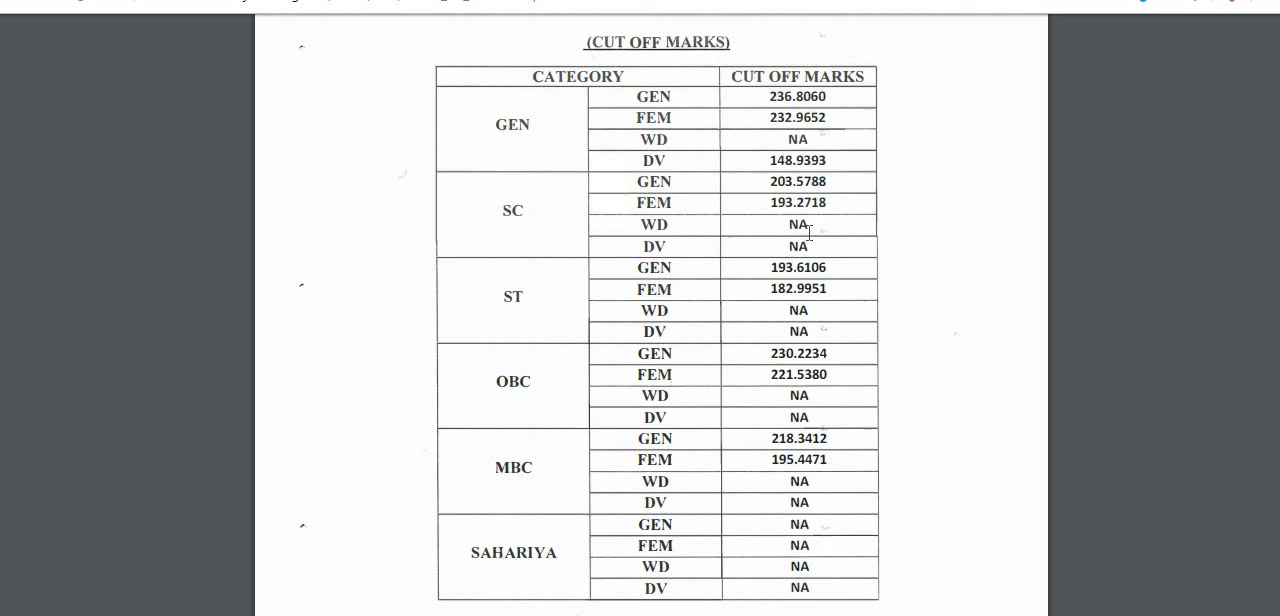 (CUT OFF MARKS)
CATEGORY CUT OFF MARKS
GEN GEN 236.8060
FEM 232.9652
WD NA
DV 148.9393
SC GEN 203.5788
FEM 193.2718
WD NA
DV NA
ST GEN 193.6106
FEM 182.9951
WD NA
DV NA
OBC GEN 230.2234
FEM 221.5380
WD NA
DV NA
MBC GEN 218.3412
FEM 195.4471
WD NA
DV NA
SAHARIYA GEN NA
FEM NA
WD NA
DV NA